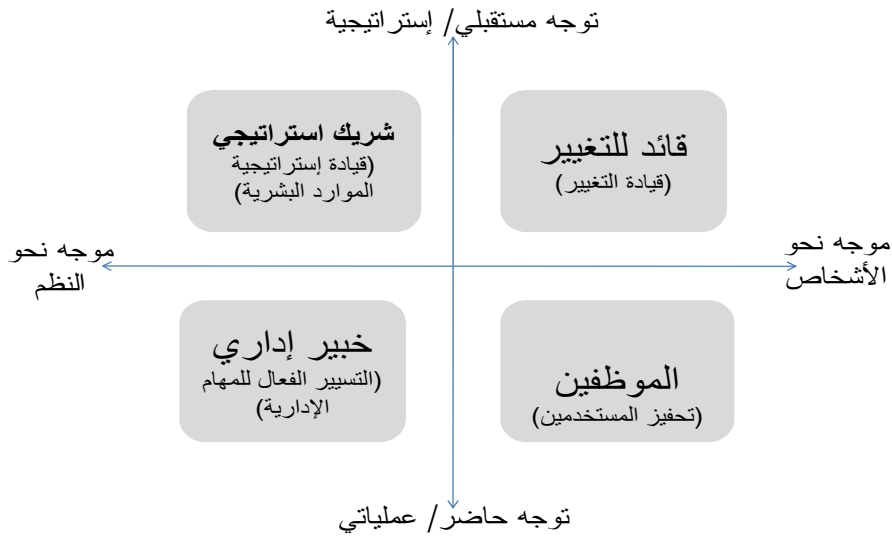 توجه مستقبلي/ إستراتيجية
قائد للتغيير
(قيادة التغيير)
شريك استراتيجي
(قيادة إستراتيجية
الموارد البشرية)
موجه نحو
الأشخاص
موجه نحو
النظم
الموظفين
(تحفيز المستخدمين)
خبير إداري
(التسيير الفعال للمهام
الإدارية)
توجه حاضر/ عملياتي